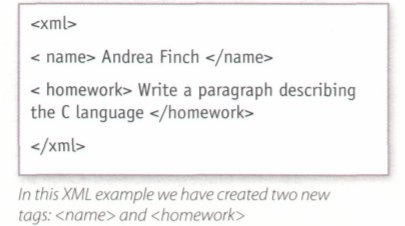 <xml>
< name> Andrea Finch </name>
< homework> Write a paragraph describing
the C language </homework>
</xml>
In this XML example we have created two new
tags: <name> and <homework>